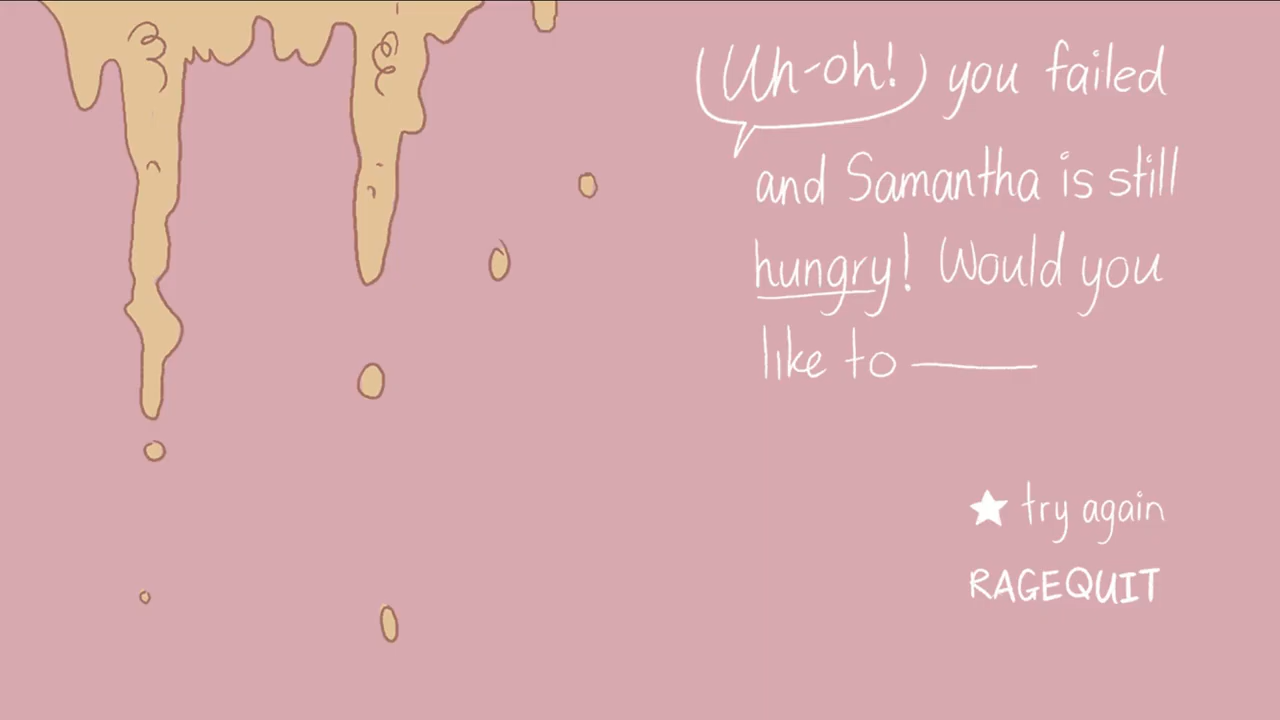 Uh-oh! you failed
and Samantha is still
hungry! Would you
like to ———
★ try again
RAGEQUIT